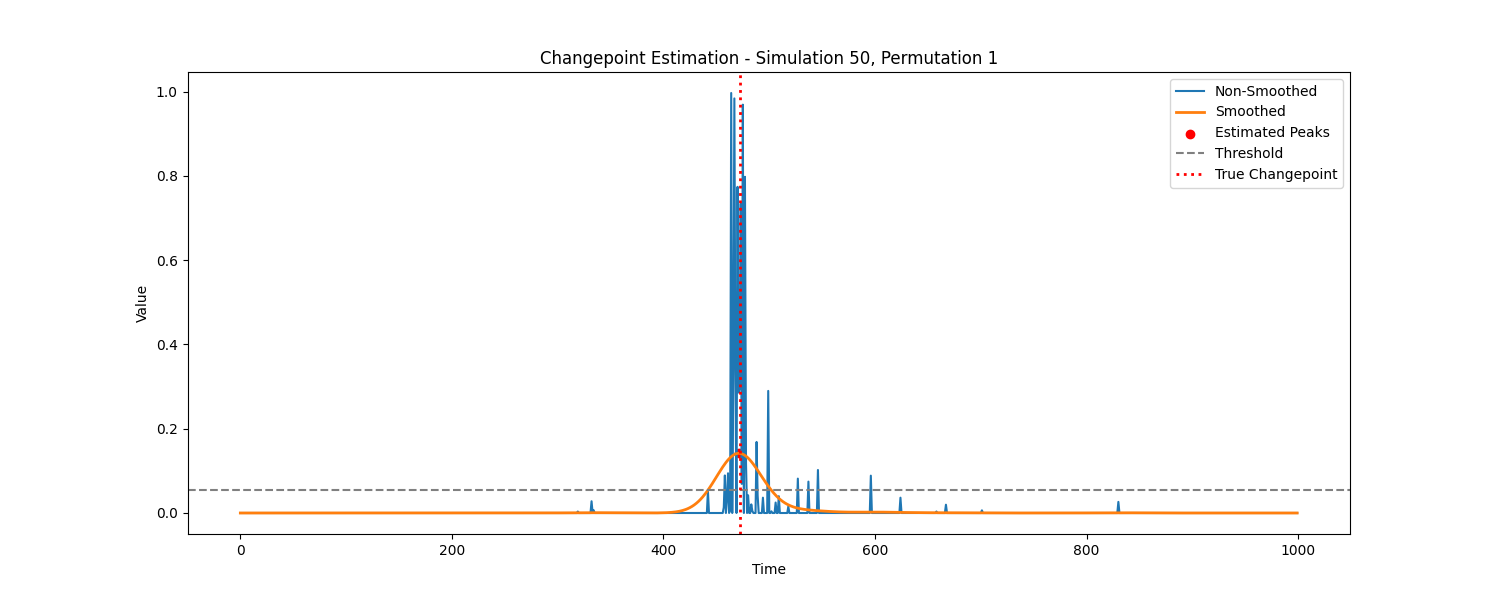 Changepoint Estimation - Simulation 50, Permutation 1
Non-Smoothed
Smoothed
Estimated Peaks
Threshold
True Changepoint
Value
1.0
0.8
0.6
0.4
0.2
0.0
0
200
400
600
800
1000
Time